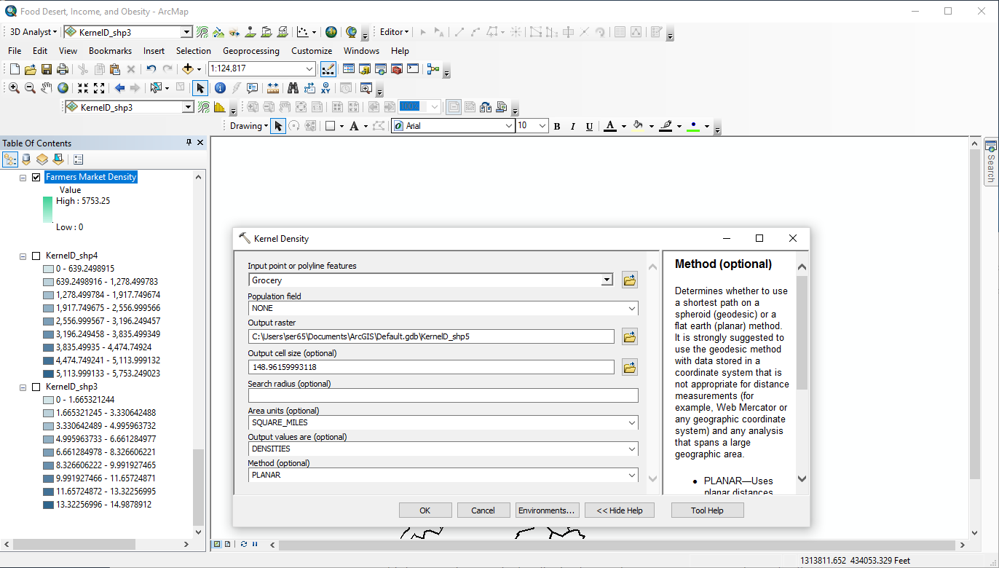 Food Desert, Income, and Obesity - ArcMap
3D Analyst KernelD_shp3 Editor
File Edit View Bookmarks Insert Selection Geoprocessing Customize Windows Help
1:124,817
KernelD_shp3 100%
Drawing Arial 10 B I U A
Table Of Contents
Search
Farmers Market Density
Value
High : 5753.25
Low : 0
KernelD_shp4
0 - 639.2498915
639.2498916 - 1,278.499783
1,278.499784 - 1,917.749674
1,917.749675 - 2,556.999566
2,556.999567 - 3,196.249457
3,196.249458 - 3,835.499349
3,835.49935 - 4,474.74924
4,474.749241 - 5,113.999132
5,113.999133 - 5,753.249023
KernelD_shp3
0 - 1.665321244
1.665321245 - 3.330642488
3.330642489 - 4.995963732
4.995963733 - 6.661284977
6.661284978 - 8.326606221
8.326606222 - 9.991927465
9.991927466 - 11.65724871
11.65724872 - 13.32256995
13.32256996 - 14.9878912
Kernel Density
Input point or polyline features
Grocery
Population field
NONE
Output raster
C:\Users\ser65\Documents\ArcGIS\Default.gdb\KernelD_shp5
Output cell size (optional)
148.96159993118
Search radius (optional)
Area units (optional)
SQUARE_MILES
Output values are (optional)
DENSITIES
Method (optional)
PLANAR
OK Cancel Environments... << Hide Help Tool Help
Method (optional)
Determines whether to use
a shortest path on a
spheroid (geodesic) or a
flat earth (planar) method.
It is strongly suggested to
use the geodesic method
with data stored in a
coordinate system that is
not appropriate for distance
measurements (for
example, Web Mercator or
any geographic coordinate
system) and any analysis
that spans a large
geographic area.
• PLANAR—Uses
planar distances
1313811.652 434053.329 Feet